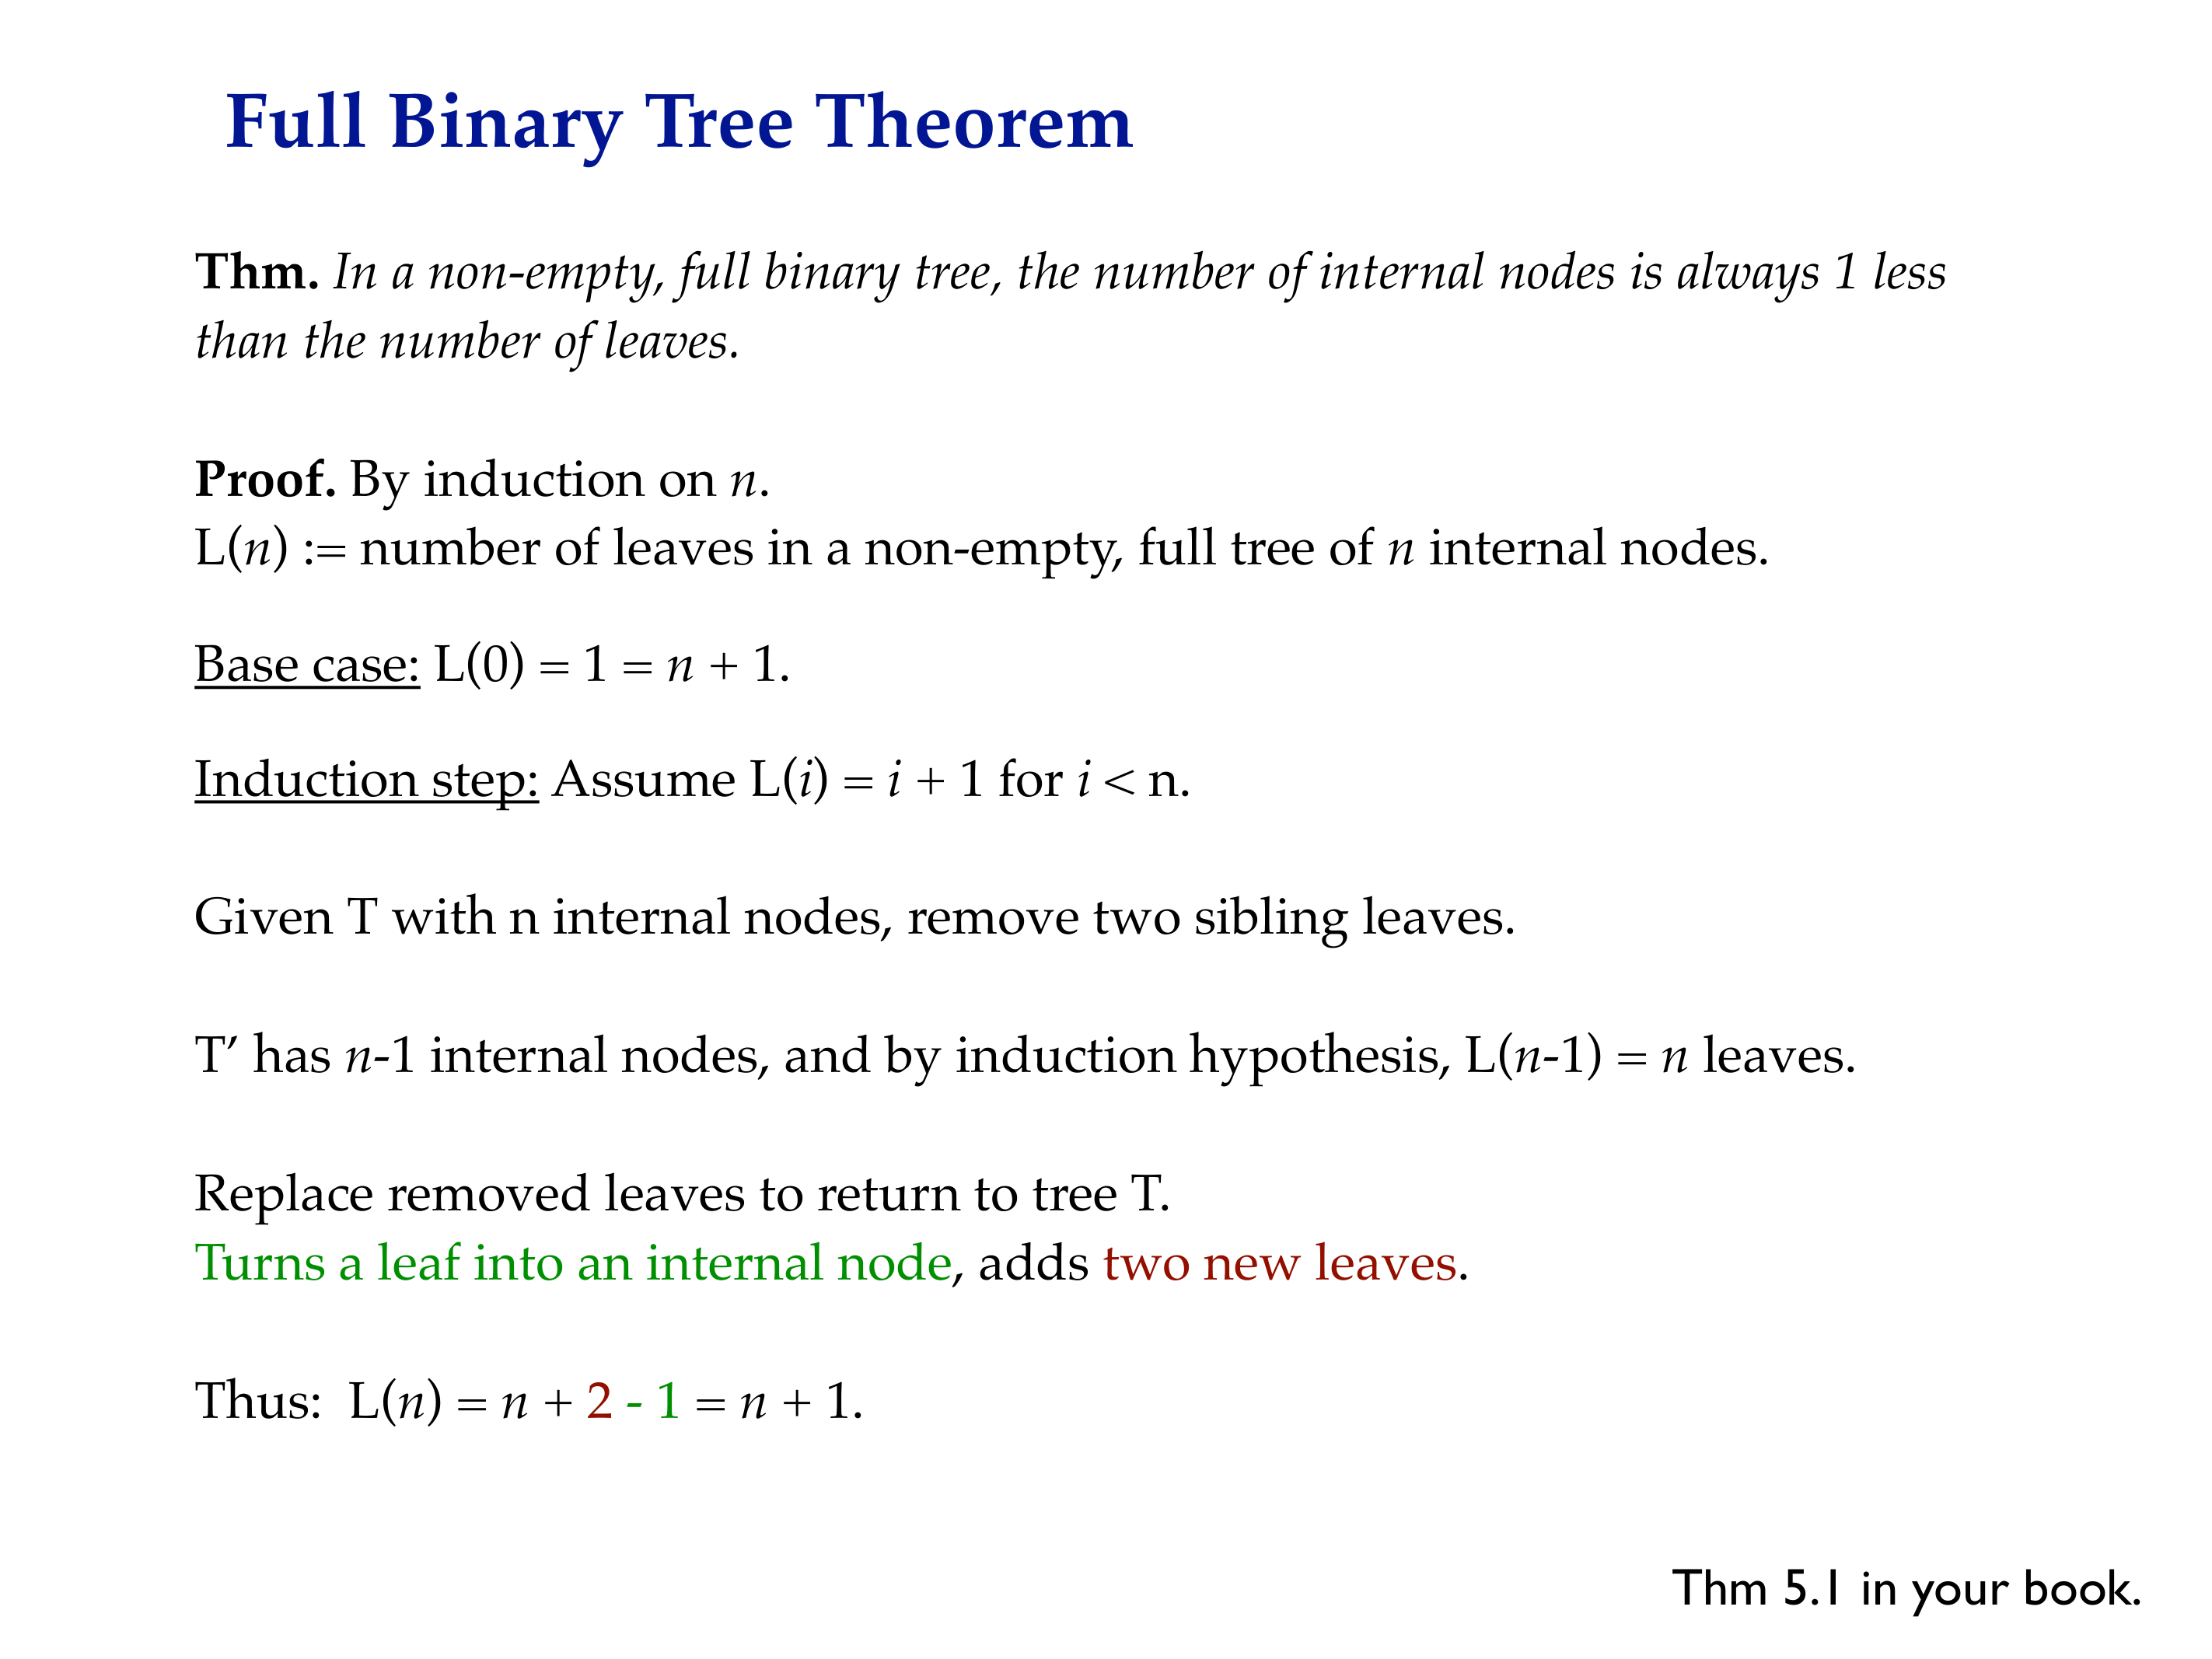 Full Binary Tree Theorem
Thm. In a non-empty, full binary tree, the number of internal nodes is always 1 less
than the number of leaves.
Proof. By induction on n.
L(n) := number of leaves in a non-empty, full tree of n internal nodes.
Base case: L(0) = 1 = n + 1.
Induction step: Assume L(i) = i + 1 for i < n.
Given T with n internal nodes, remove two sibling leaves.
T’ has n-1 internal nodes, and by induction hypothesis, L(n-1) = n leaves.
Replace removed leaves to return to tree T.
Turns a leaf into an internal node, adds two new leaves.
Thus: L(n) = n + 2 - 1 = n + 1.
Thm 5.1 in your book.